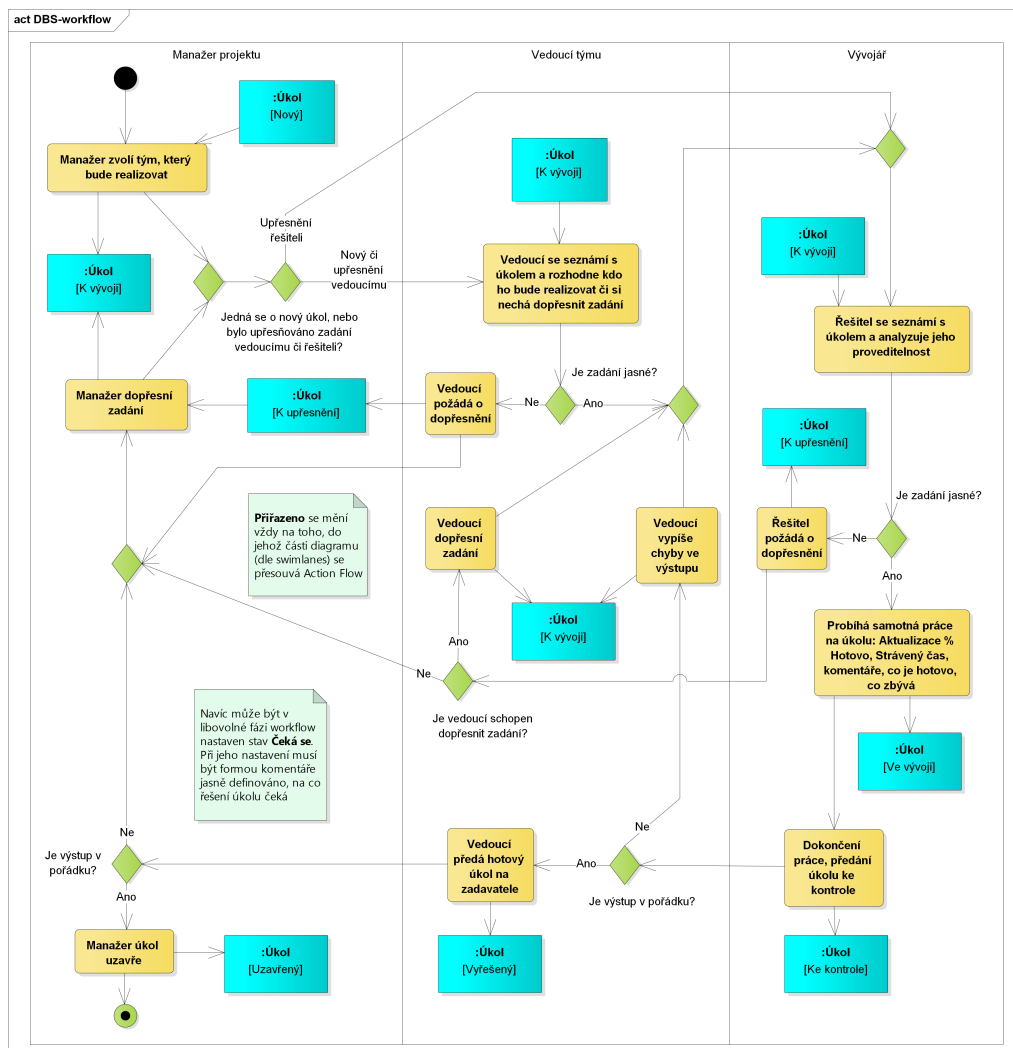 act DBS-workflow
Manažer projektu
Vedoucí týmu
Vývojář
:Úkol
[Nový]
Manažer zvolí tým, který
bude realizovat
:Úkol
[K vývoji]
Upřesnění
řešiteli
Nový či
upřesnění
vedoucímu
Jedná se o nový úkol, nebo
bylo upřesňováno zadání
vedoucímu či řešiteli?
Manažer dopřesní
zadání
:Úkol
[K upřesnění]
:Úkol
[K vývoji]
Vedoucí se seznámí s
úkolem a rozhodne kdo
ho bude realizovat či si
nechá dopřesnit zadání
Je zadání jasné?
Ne
Ano
Vedoucí
požádá o
dopřesnění
:Úkol
[K vývoji]
Řešitel se seznámí s
úkolem a analyzuje jeho
proveditelnost
:Úkol
[K upřesnění]
Je zadání jasné?
Řešitel
požádá o
dopřesnění
Ne
Ano
Přiřazeno se mění
vždy na toho, do
jehož části diagramu
(dle swimlanes) se
přesouvá Action Flow
Vedoucí
dopřesní
zadání
Vedoucí
vypíše
chyby ve
výstupu
:Úkol
[K vývoji]
Ano
Ne
Je vedoucí schopen
dopřesnit zadání?
Probíhá samotná práce
na úkolu: Aktualizace %
Hotovo, Strávený čas,
komentáře, co je hotovo,
co zbývá
:Úkol
[Ve vývoji]
Navíc může být v
libovolné fázi workflow
nastaven stav Čeká se.
Při jeho nastavení musí
být formou komentáře
jasně definováno, na co
řešení úkolu čeká
Ne
Je výstup v
pořádku?
Ano
Vedoucí
předá hotový
úkol na
zadavatele
Ano
Ne
Je výstup v pořádku?
Dokončení
práce, předání
úkolu ke
kontrole
Manažer úkol
uzavře
:Úkol
[Uzavřený]
:Úkol
[Vyřešený]
:Úkol
[Ke kontrole]